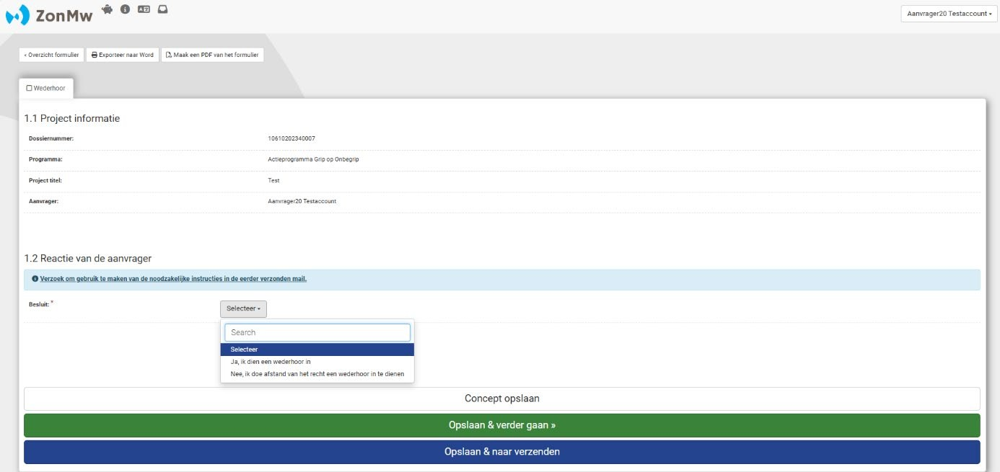 ZonMw
Aanvrager20 Testaccount
‹ Overzicht formulier
Exporteer naar Word
Maak een PDF van het formulier
Wederhoor
1.1 Project informatie
Dossiernummer: 10610202340007
Programma: Actieprogramma Grip op Onbegrip
Project titel: Test
Aanvrager: Aanvrager20 Testaccount
1.2 Reactie van de aanvrager
Verzoek om gebruik te maken van de noodzakelijke instructies in de eerder verzonden mail.
Besluit: * Selecteer
Search
Selecteer
Ja, ik dien een wederhoor in
Nee, ik doe afstand van het recht een wederhoor in te dienen
Concept opslaan
Opslaan & verder gaan »
Opslaan & naar verzenden